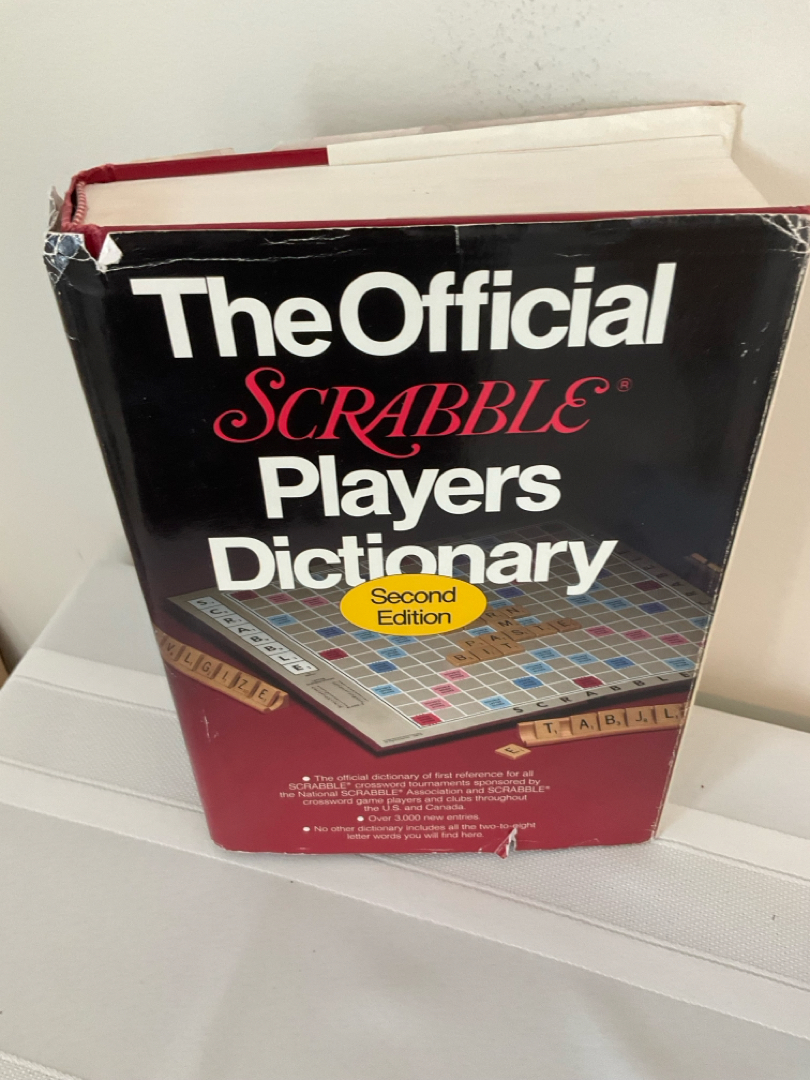 The Official
SCRABBLE®
Players
Dictionary
Second
Edition
SCRABBLE
VLGIZE
BIT
SCRABBLE
T, A, B, J, L,
E
• The official dictionary of first reference for all
SCRABBLE® crossword tournaments sponsored by
the National SCRABBLE® Association and SCRABBLE®
crossword game players and clubs throughout
the U.S. and Canada.
• Over 3,000 new entries.
• No other dictionary includes all the two-to-eight
letter words you will find here.